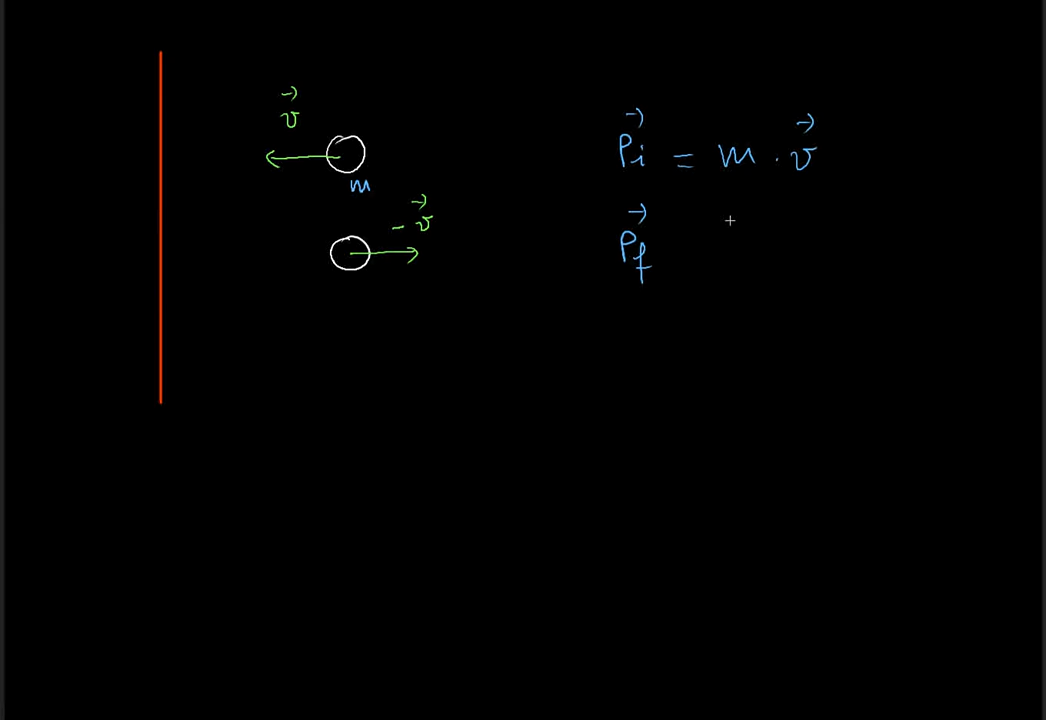 v⃗
m
-v⃗
P⃗i = m · v⃗
P⃗f